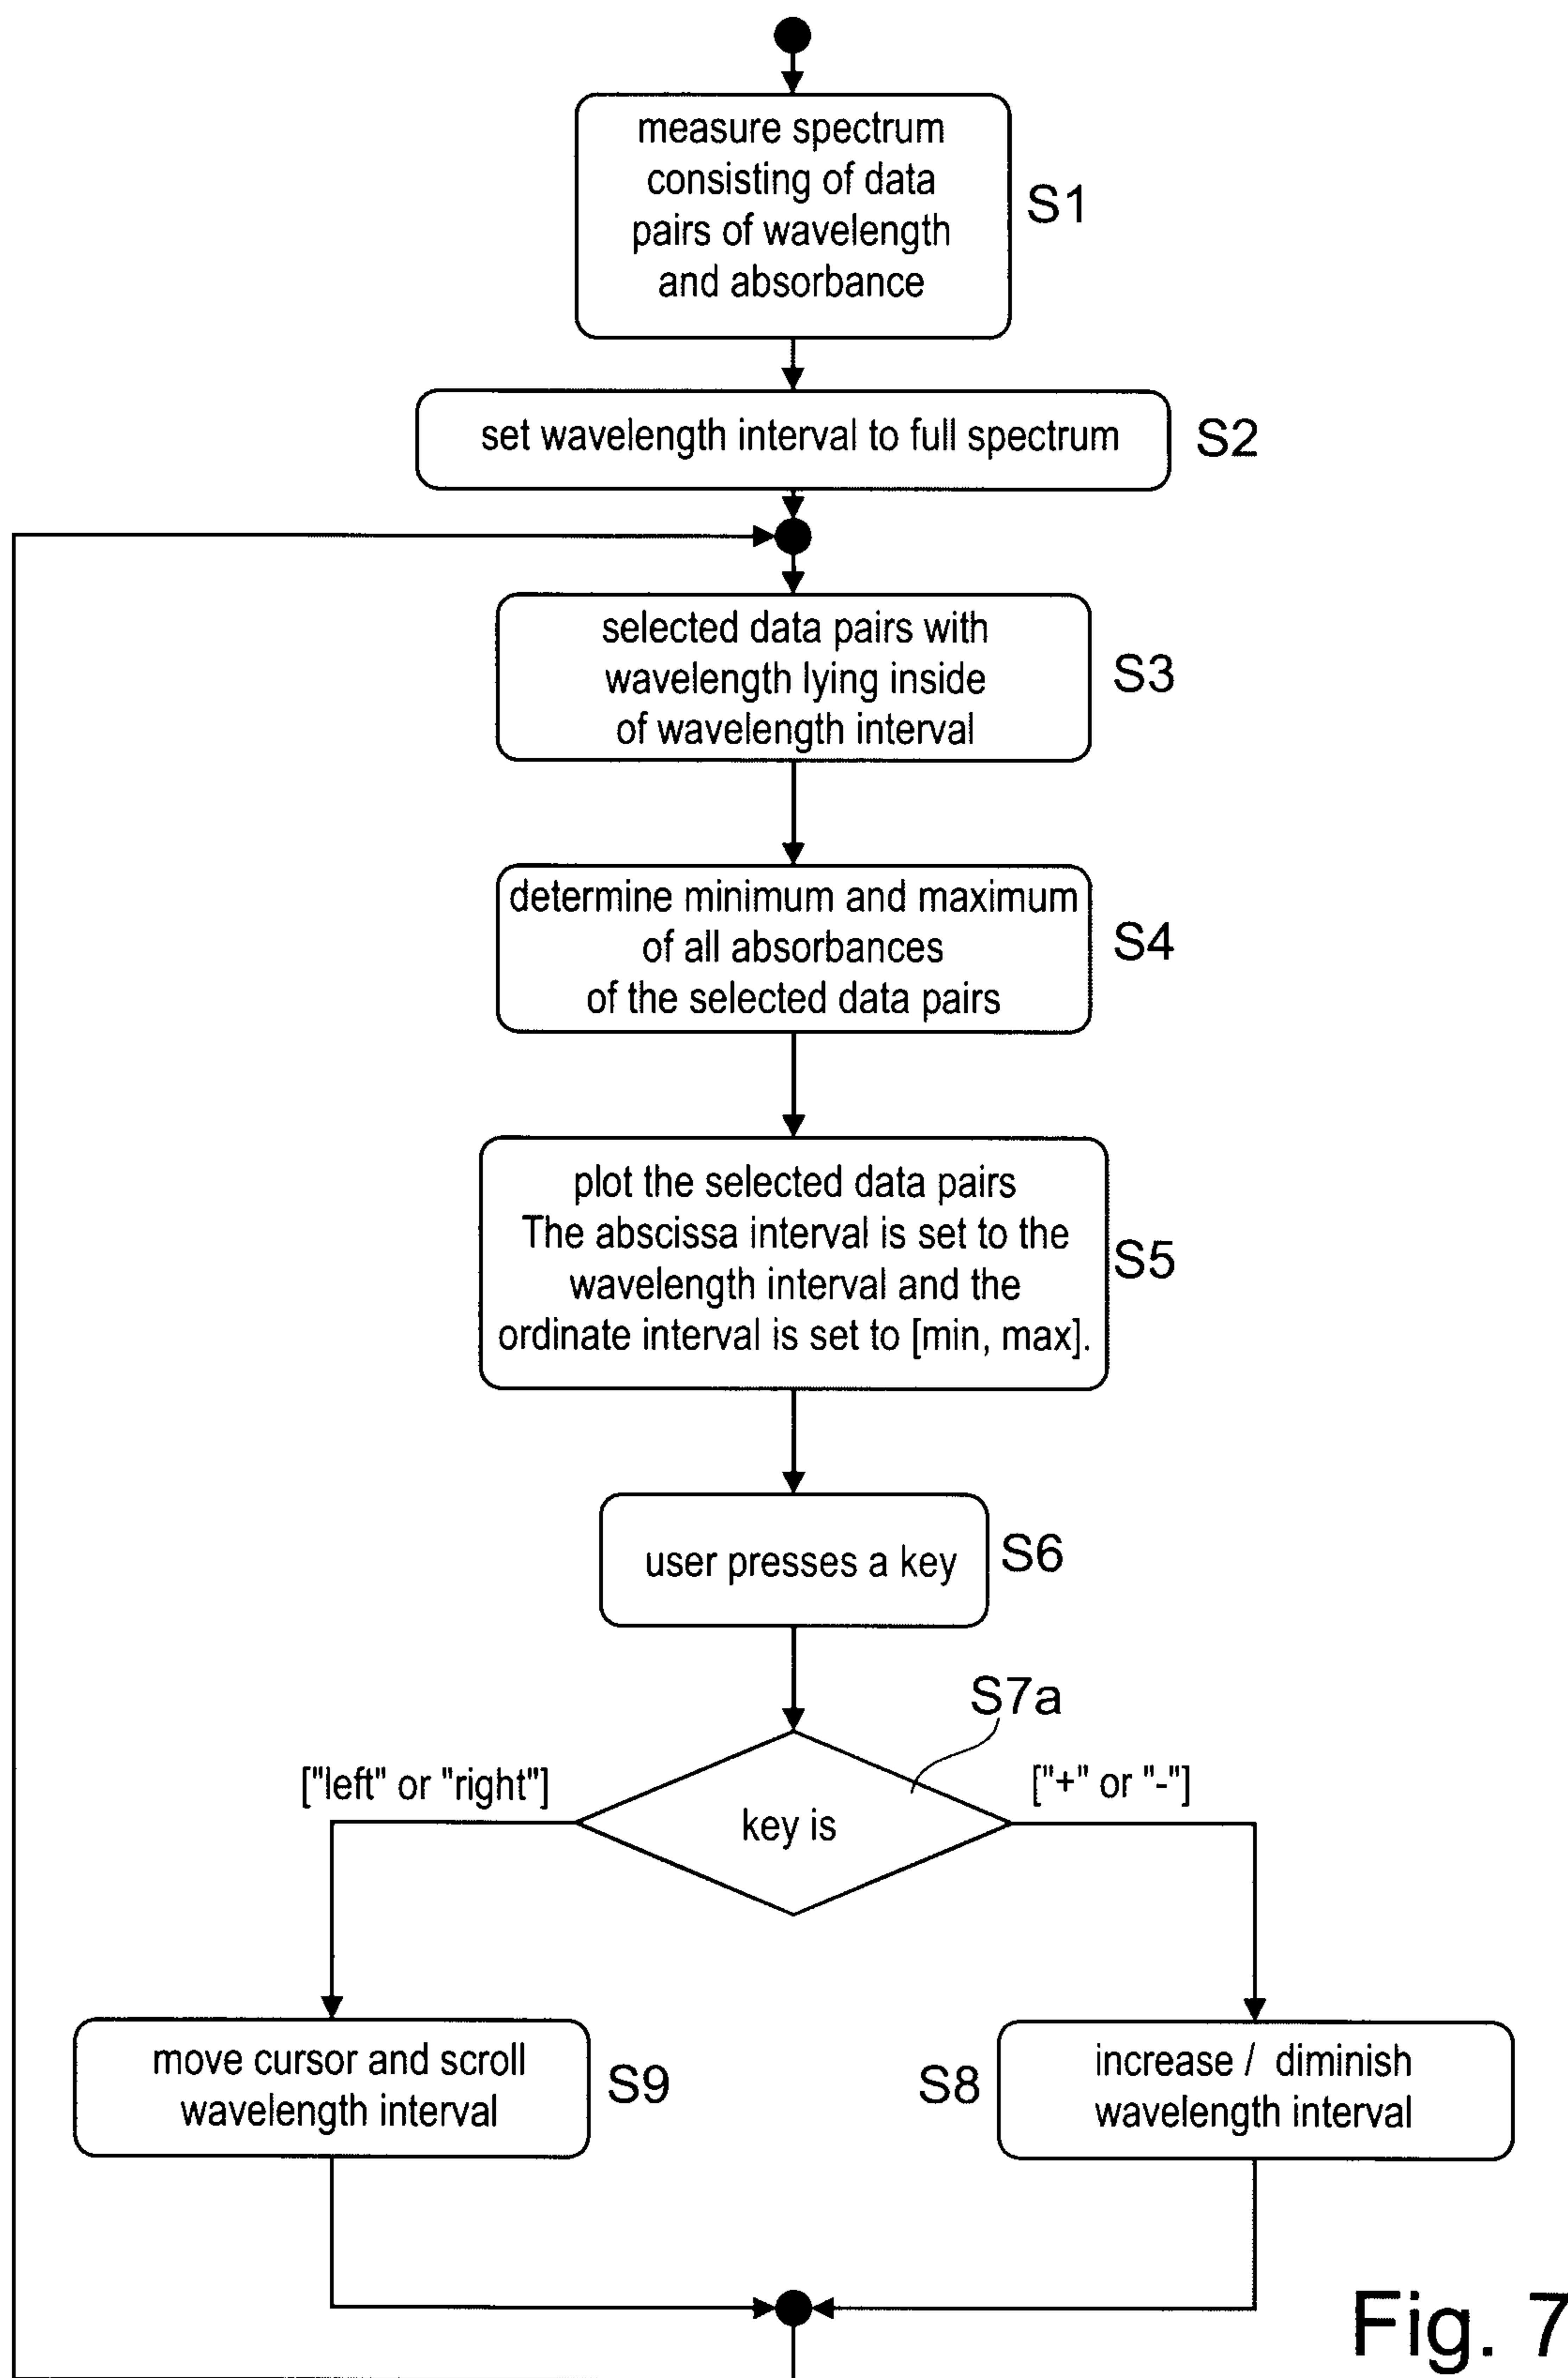 measure spectrum
consisting of data
pairs of wavelength
and absorbance
S1
set wavelength interval to full spectrum
S2
selected data pairs with
wavelength lying inside
of wavelength interval
S3
determine minimum and maximum
of all absorbances
of the selected data pairs
S4
plot the selected data pairs
The abscissa interval is set to the
wavelength interval and the
ordinate interval is set to [min, max].
S5
user presses a key
S6
S7a
["left" or "right"]
key is
["+" or "-"]
move cursor and scroll
wavelength interval
S9
S8
increase / diminish
wavelength interval
Fig. 7